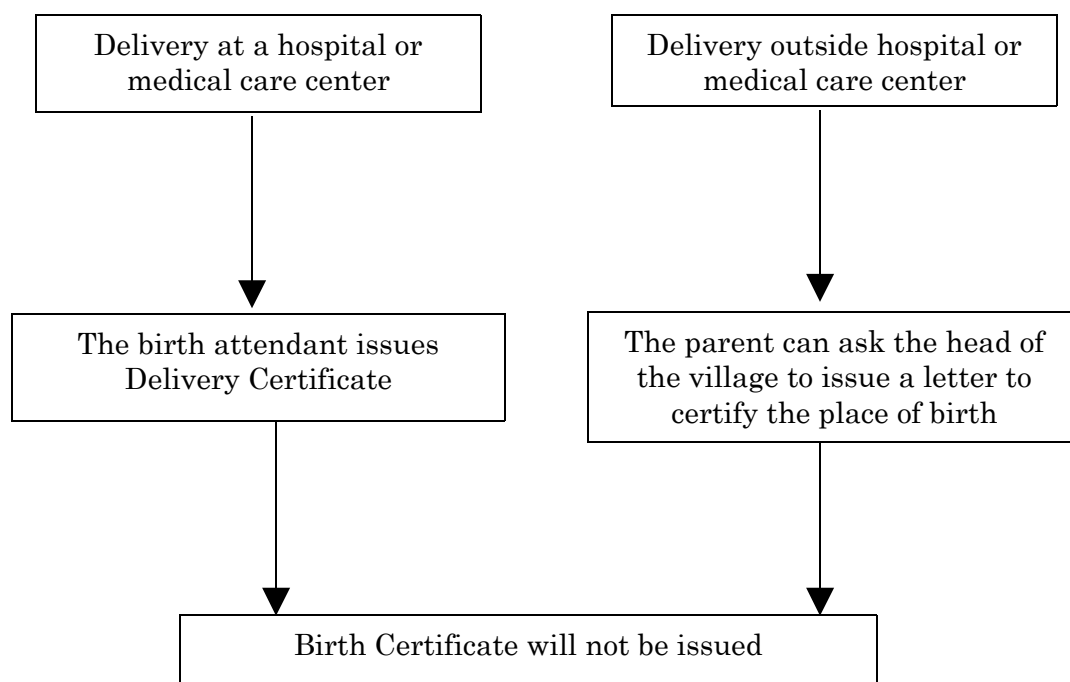 Delivery at a hospital or
medical care center
Delivery outside hospital or
medical care center
The birth attendant issues
Delivery Certificate
The parent can ask the head of
the village to issue a letter to
certify the place of birth
Birth Certificate will not be issued